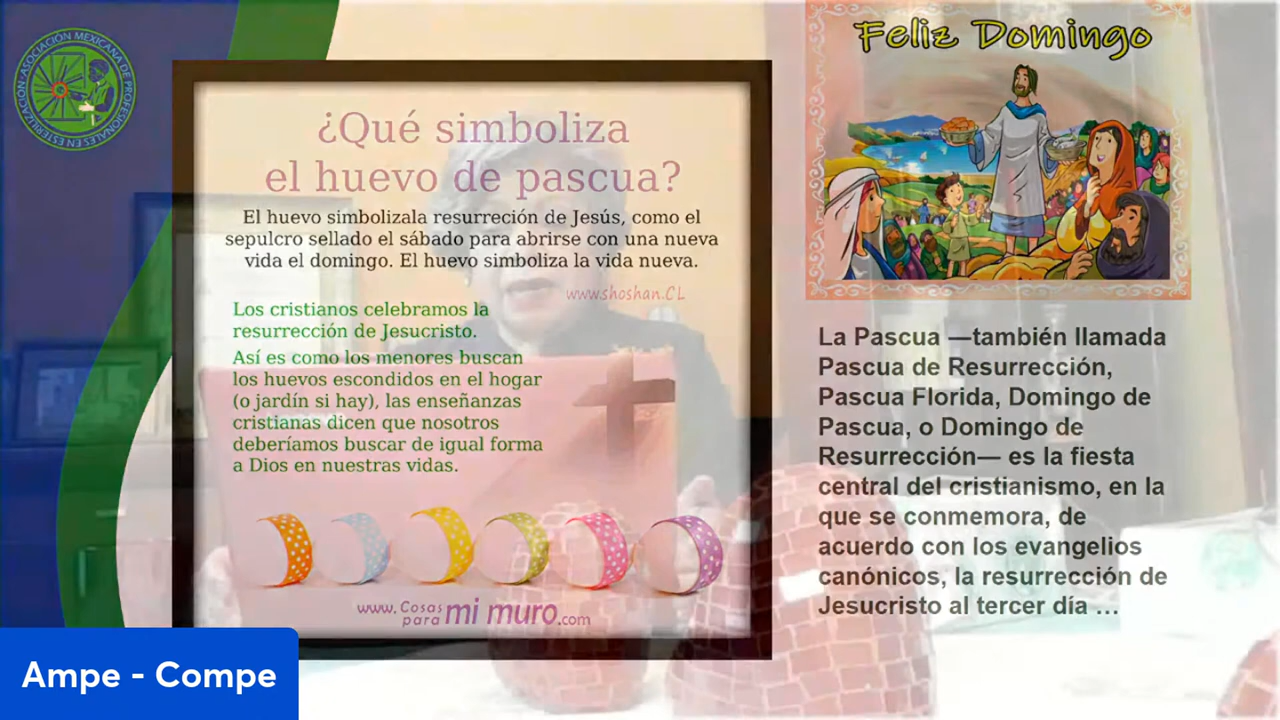 ASOCIACIÓN MEXICANA DE PROFESIONALES EN ESTERILIZACIÓN
¿Qué simboliza
el huevo de pascua?
El huevo simbolizala resurreción de Jesús, como el
sepulcro sellado el sábado para abrirse con una nueva
vida el domingo. El huevo simboliza la vida nueva.
www.shoshan.CL
Los cristianos celebramos la
resurrección de Jesucristo.
Así es como los menores buscan
los huevos escondidos en el hogar
(o jardín si hay), las enseñanzas
cristianas dicen que nosotros
deberíamos buscar de igual forma
a Dios en nuestras vidas.
www.Cosas para mi muro.com
Feliz Domingo
La Pascua —también llamada
Pascua de Resurrección,
Pascua Florida, Domingo de
Pascua, o Domingo de
Resurrección— es la fiesta
central del cristianismo, en la
que se conmemora, de
acuerdo con los evangelios
canónicos, la resurrección de
Jesucristo al tercer día ...
Ampe - Compe